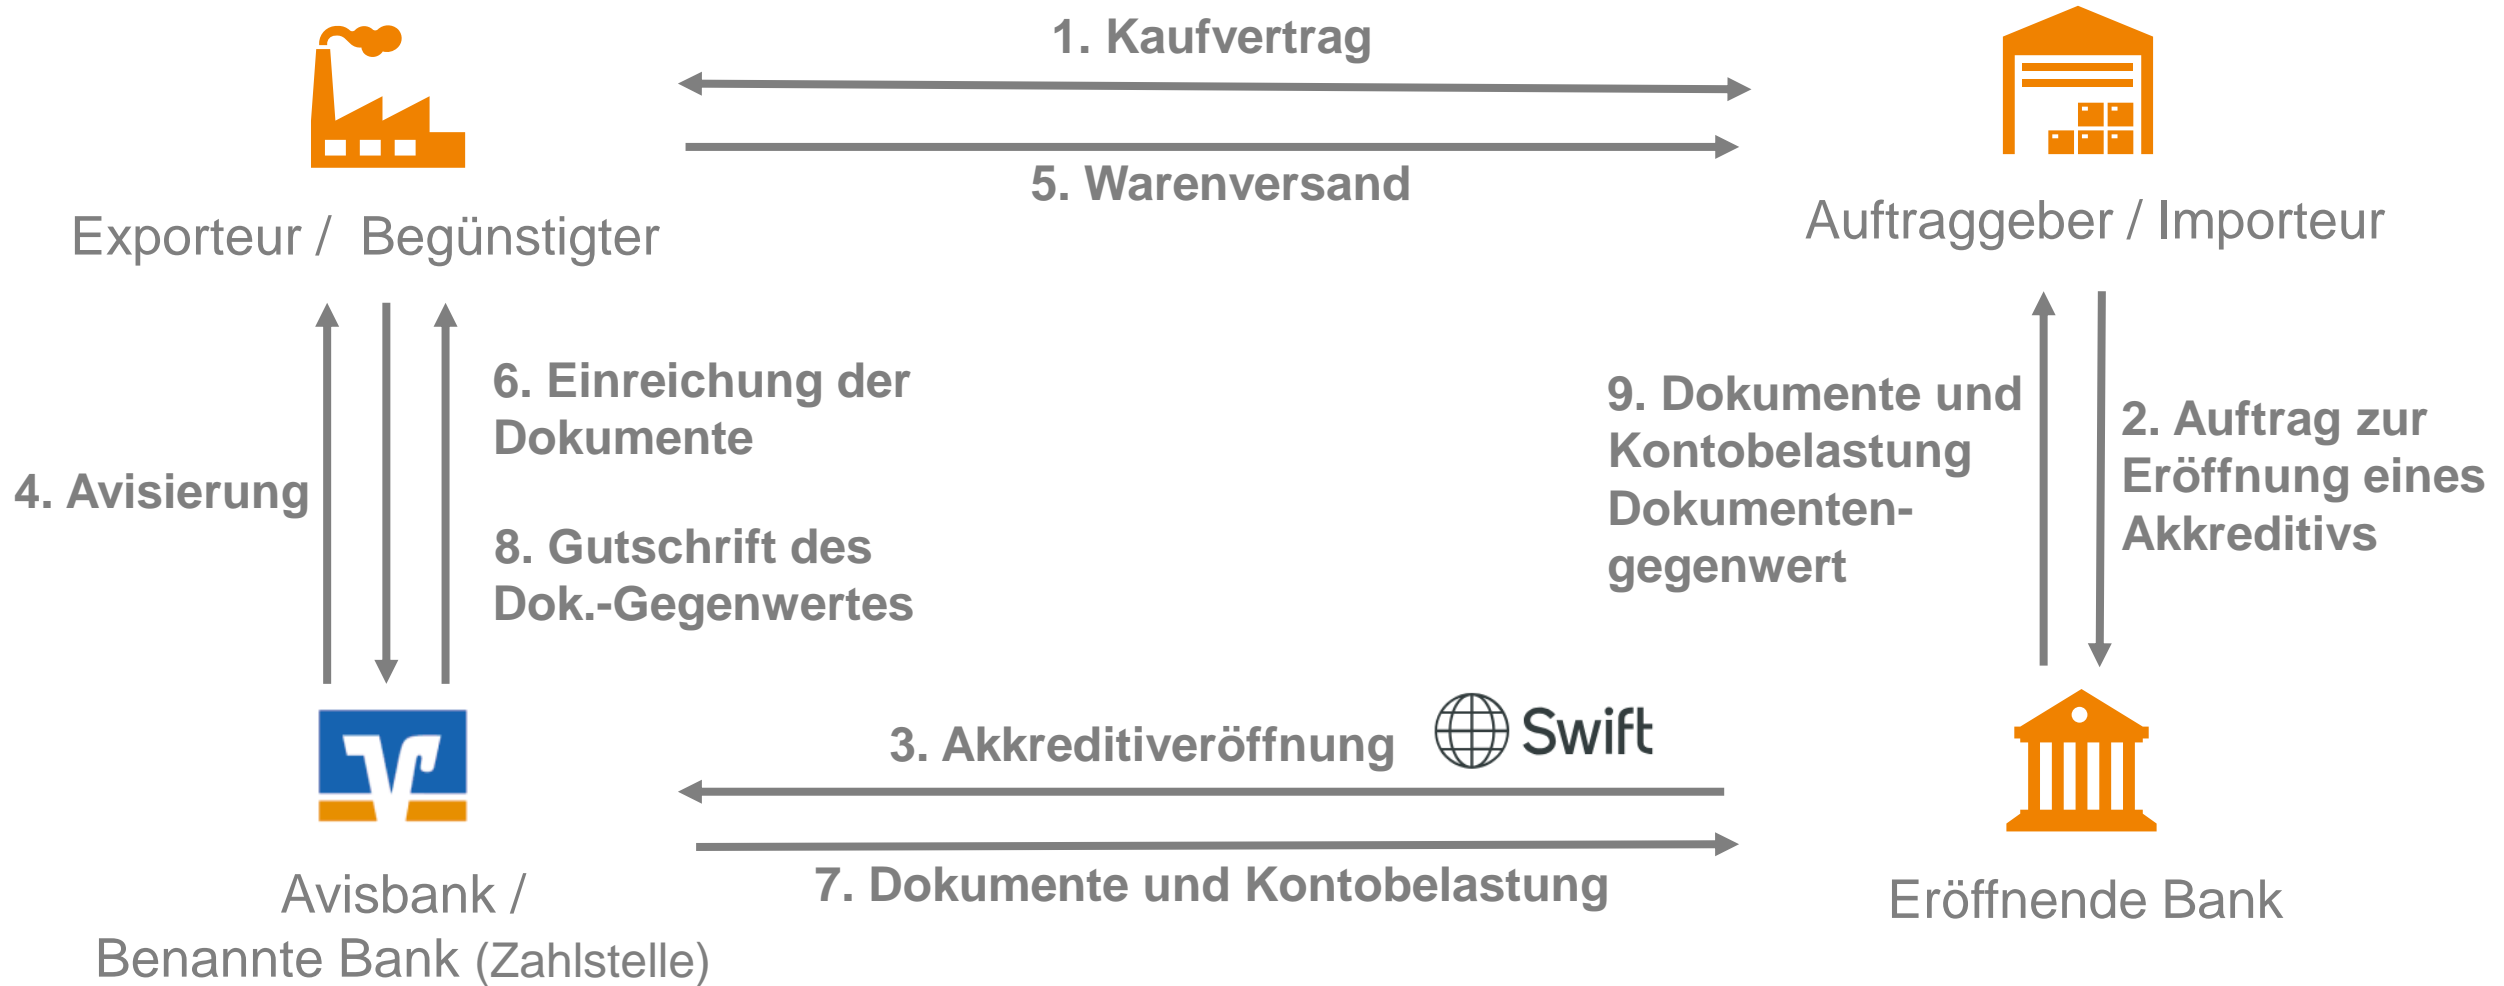 1. Kaufvertrag
5. Warenversand
Exporteur / Begünstigter
Auftraggeber / Importeur
4. Avisierung
6. Einreichung der
Dokumente
8. Gutschrift des
Dok.-Gegenwertes
9. Dokumente und
Kontobelastung
Dokumenten-
gegenwert
2. Auftrag zur
Eröffnung eines
Akkreditivs
3. Akkreditiveröffnung
Swift
7. Dokumente und Kontobelastung
Avisbank /
Benannte Bank (Zahlstelle)
Eröffnende Bank